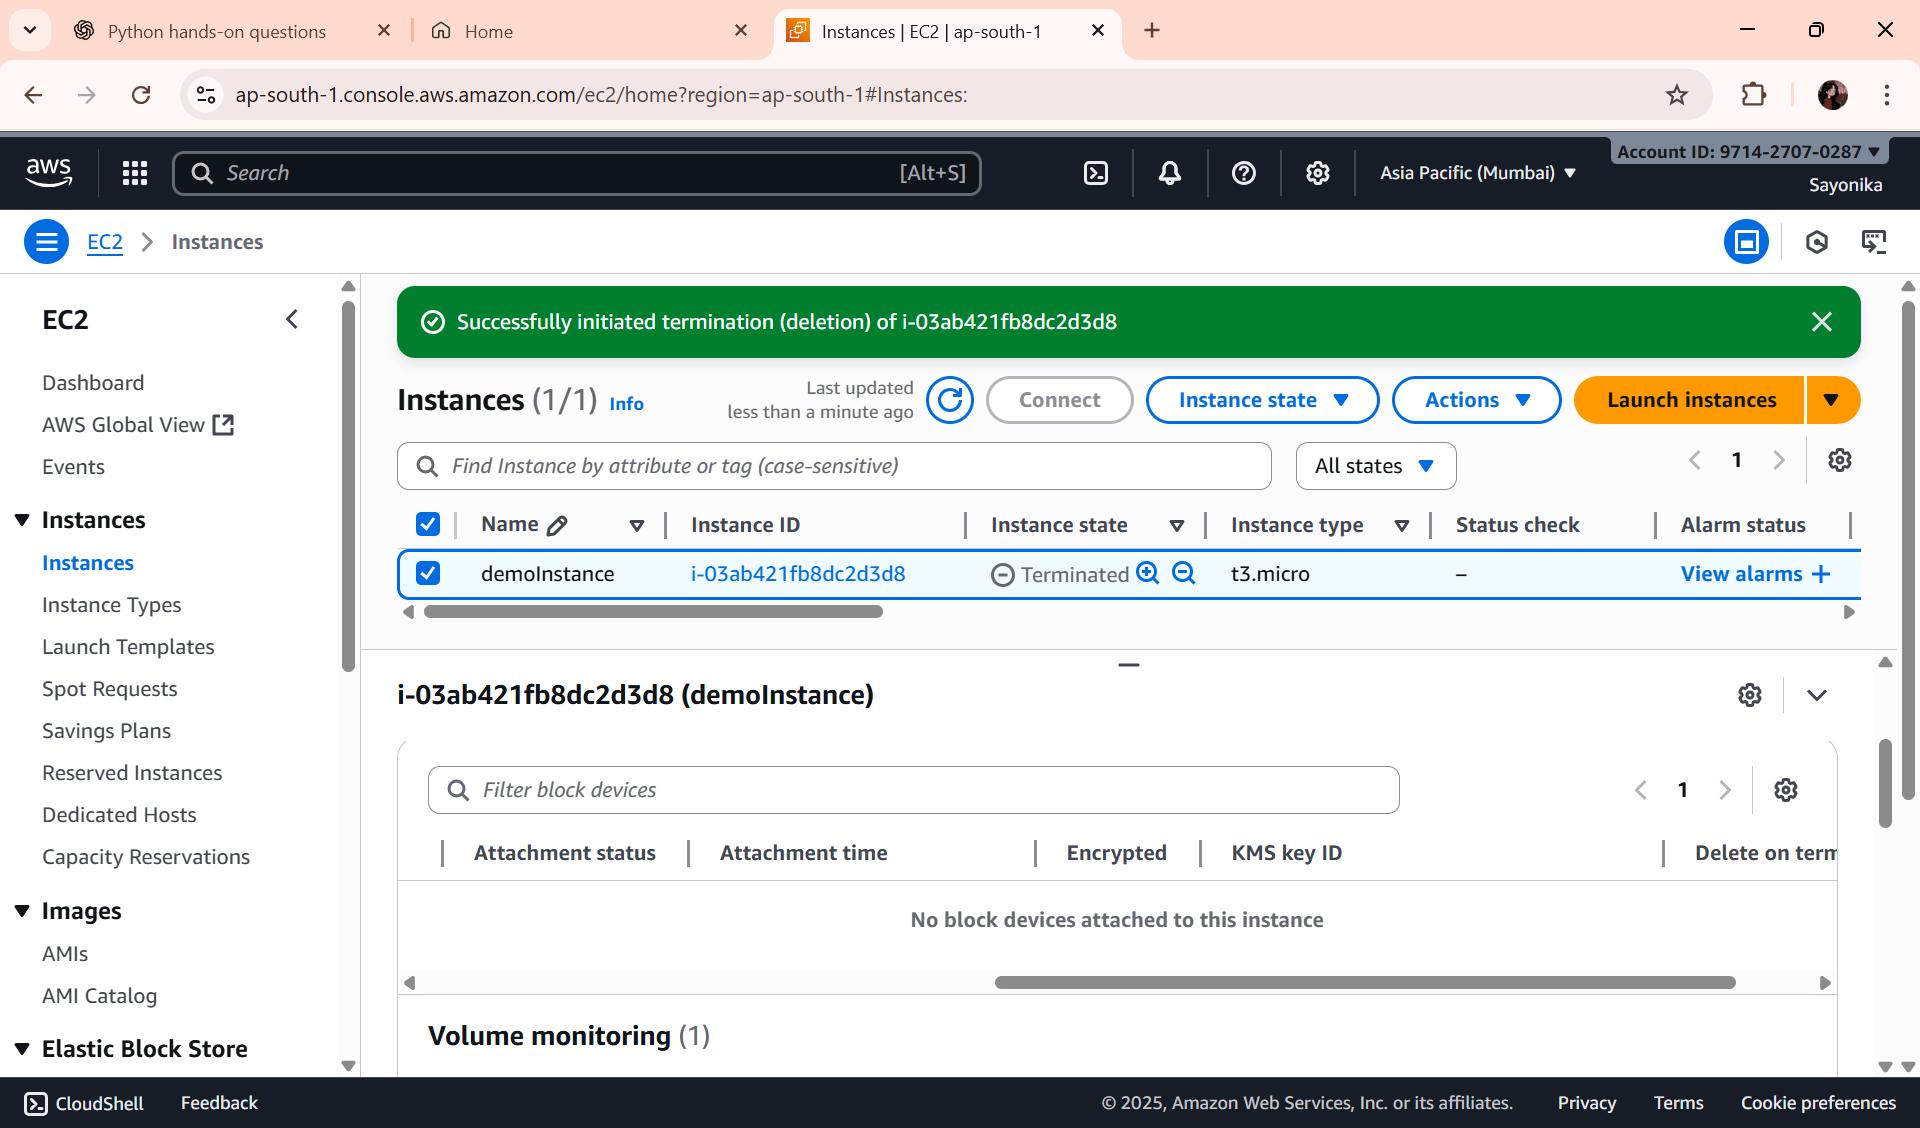 Python hands-on questions
Home
Instances | EC2 | ap-south-1
ap-south-1.console.aws.amazon.com/ec2/home?region=ap-south-1#Instances:
aws
Search
[Alt+S]
Asia Pacific (Mumbai)
Account ID: 9714-2707-0287
Sayonika
EC2
Instances
EC2
Dashboard
AWS Global View
Events
Instances
Instances
Instance Types
Launch Templates
Spot Requests
Savings Plans
Reserved Instances
Dedicated Hosts
Capacity Reservations
Images
AMIs
AMI Catalog
Elastic Block Store
Successfully initiated termination (deletion) of i-03ab421fb8dc2d3d8
Instances (1/1) Info
Last updated
less than a minute ago
Connect
Instance state
Actions
Launch instances
Find Instance by attribute or tag (case-sensitive)
All states
1
Name Instance ID Instance state Instance type Status check Alarm status
demoInstance i-03ab421fb8dc2d3d8 Terminated t3.micro – View alarms +
i-03ab421fb8dc2d3d8 (demoInstance)
Filter block devices
1
Attachment status Attachment time Encrypted KMS key ID Delete on term
No block devices attached to this instance
Volume monitoring (1)
CloudShell Feedback © 2025, Amazon Web Services, Inc. or its affiliates. Privacy Terms Cookie preferences